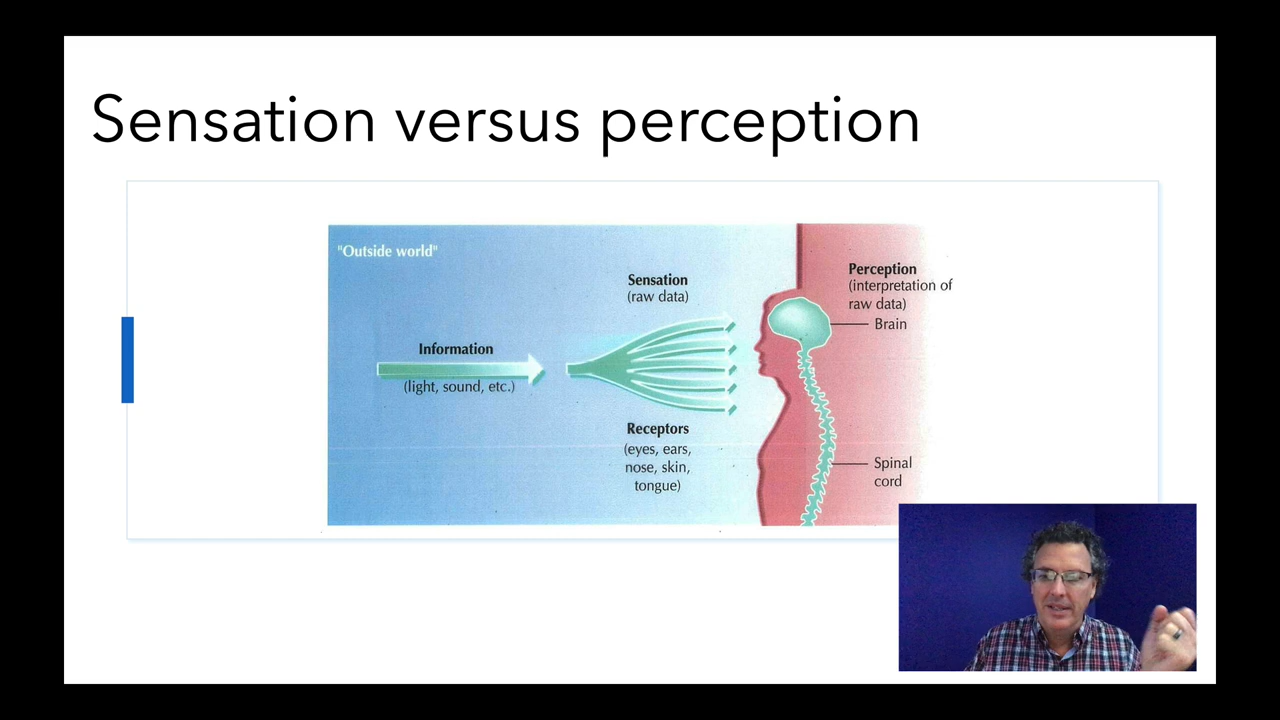 Sensation versus perception
"Outside world"
Sensation
(raw data)
Information
(light, sound, etc.)
Receptors
(eyes, ears,
nose, skin,
tongue)
Perception
(interpretation of
raw data)
Brain
Spinal
cord